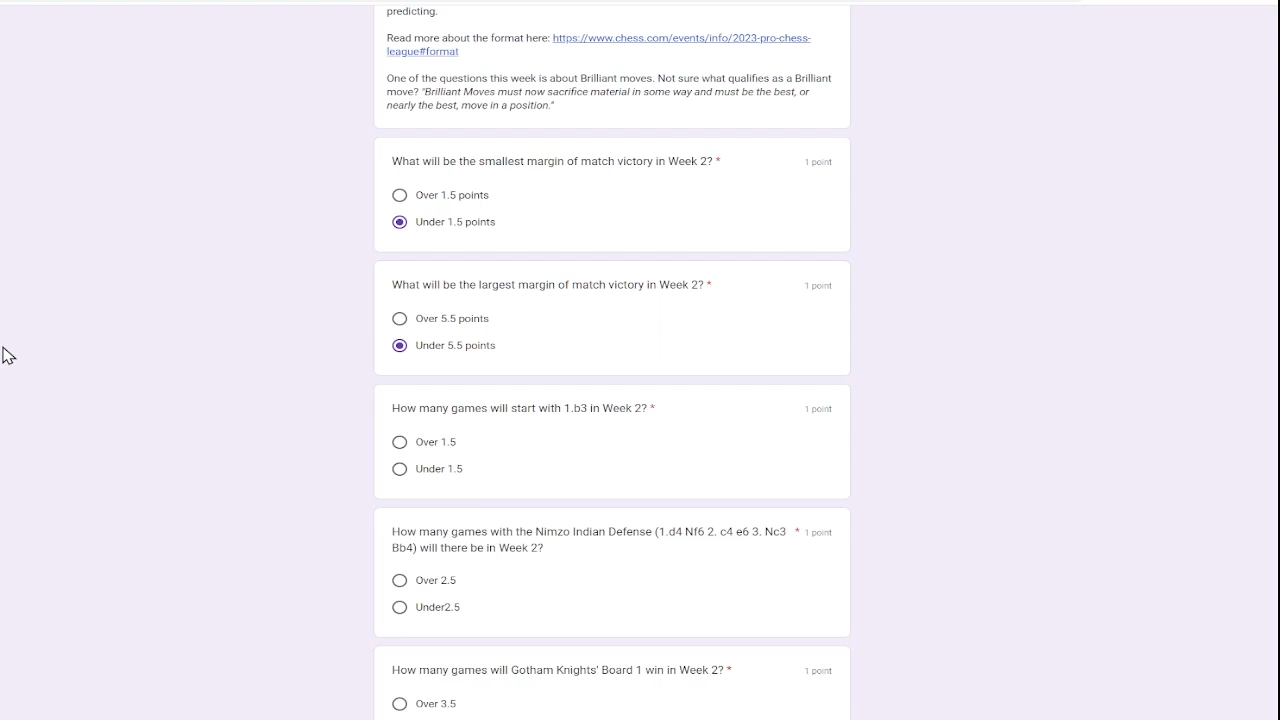 predicting.
Read more about the format here: https://www.chess.com/events/info/2023-pro-chess-
league#format
One of the questions this week is about Brilliant moves. Not sure what qualifies as a Brilliant
move? "Brilliant Moves must now sacrifice material in some way and must be the best, or
nearly the best, move in a position."
What will be the smallest margin of match victory in Week 2? * 1 point
Over 1.5 points
Under 1.5 points
What will be the largest margin of match victory in Week 2? * 1 point
Over 5.5 points
Under 5.5 points
How many games will start with 1.b3 in Week 2? * 1 point
Over 1.5
Under 1.5
How many games with the Nimzo Indian Defense (1.d4 Nf6 2. c4 e6 3. Nc3 * 1 point
Bb4) will there be in Week 2?
Over 2.5
Under2.5
How many games will Gotham Knights' Board 1 win in Week 2? * 1 point
Over 3.5